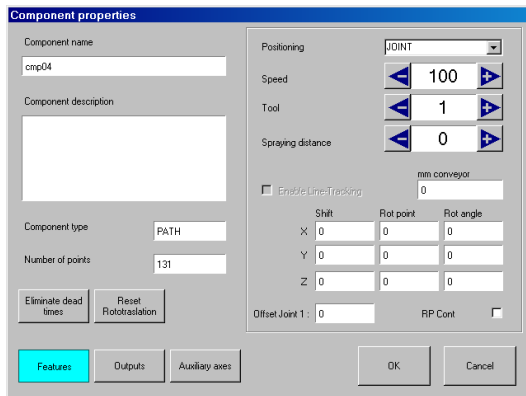 Component properties
Component name
cmp04
Component description
Component type
PATH
Number of points
131
Eliminate dead
times
Reset
Rototraslation
Positioning
JOINT
Speed
100
Tool
1
Spraying distance
0
mm conveyor
Enable Line-Tracking
0
Shift Rot point Rot angle
X 0 0 0
Y 0 0 0
Z 0 0 0
Offset Joint 1 : 0 RP Cont
Features
Outputs
Auxiliary axes
OK
Cancel